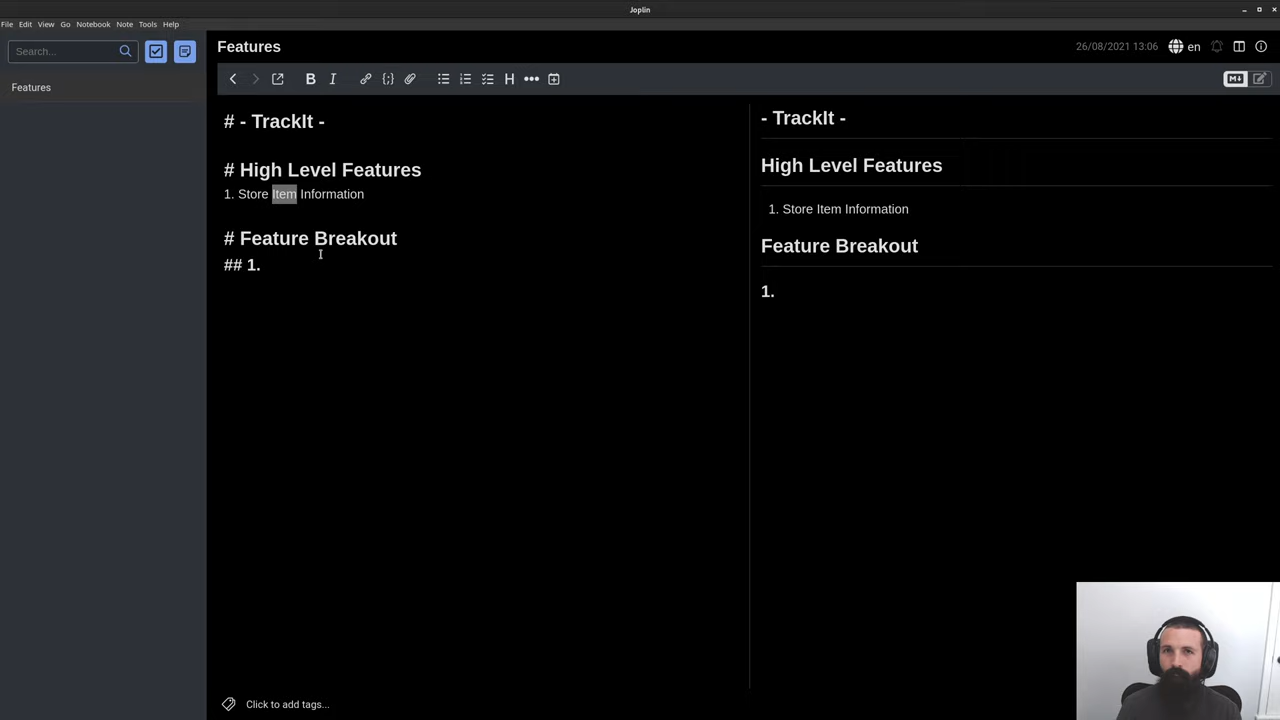 Joplin
File Edit View Go Notebook Note Tools Help
Search...
Features
Features
26/08/2021 13:06
en
B I H
M
# - TrackIt -
# High Level Features
1. Store Item Information
# Feature Breakout
## 1.
- TrackIt -
High Level Features
1. Store Item Information
Feature Breakout
1.
Click to add tags...